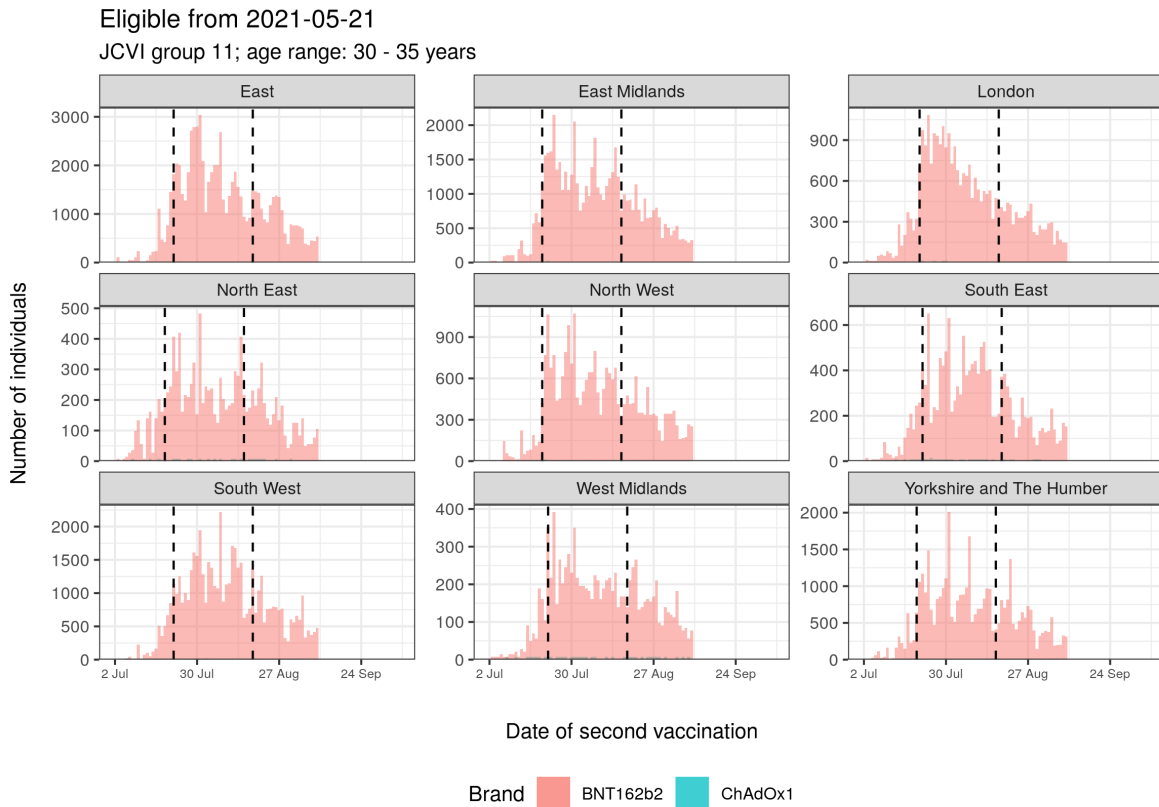 Eligible from 2021-05-21
JCVI group 11; age range: 30 - 35 years
East
East Midlands
London
3000
2000
1000
0
2000
1500
1000
500
0
900
600
300
0
North East
North West
South East
500
400
300
200
100
0
900
600
300
0
600
400
200
0
South West
West Midlands
Yorkshire and The Humber
2000
1500
1000
500
0
400
300
200
100
0
2000
1500
1000
500
0
2 Jul 30 Jul 27 Aug 24 Sep
2 Jul 30 Jul 27 Aug 24 Sep
2 Jul 30 Jul 27 Aug 24 Sep
Number of individuals
Date of second vaccination
Brand BNT162b2 ChAdOx1